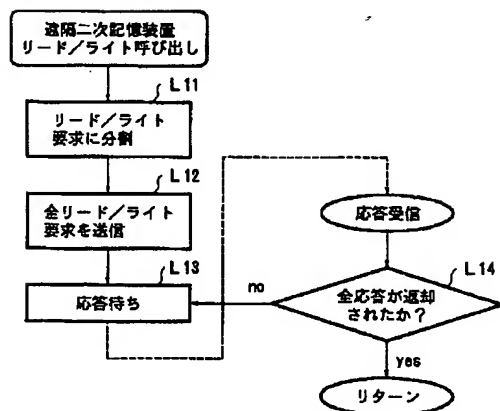 遠隔二次記憶装置
リード／ライト呼び出し
L11
リード／ライト
要求に分割
L12
全リード／ライト
要求を送信
L13
応答待ち
応答受信
L14
全応答が返却
されたか？
no
yes
リターン